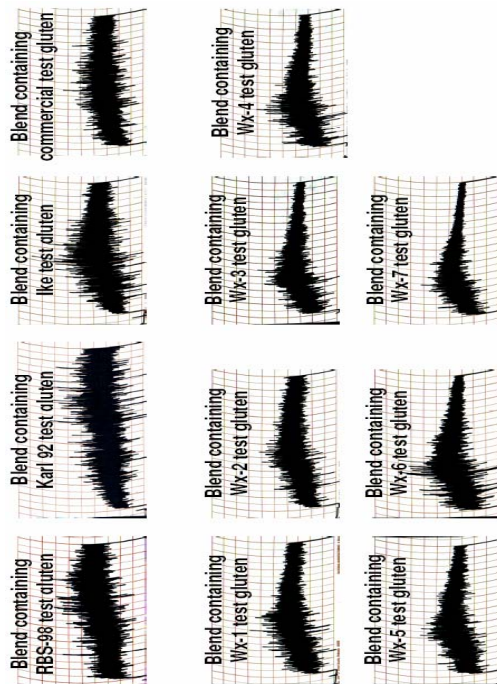 Blend containing
RBS-98 test dluten
Blend containing
Karl 92 test dluten
Blend containing
Ike test dluten
Blend containing
commercial test gluten
Blend containing
Wx-1 test gluten
Blend containing
Wx-2 test gluten
Blend containing
Wx-3 test gluten
Blend containing
Wx-4 test gluten
Blend containing
Wx-5 test gluten
Blend containing
Wx-6 test gluten
Blend containing
Wx-7 test gluten